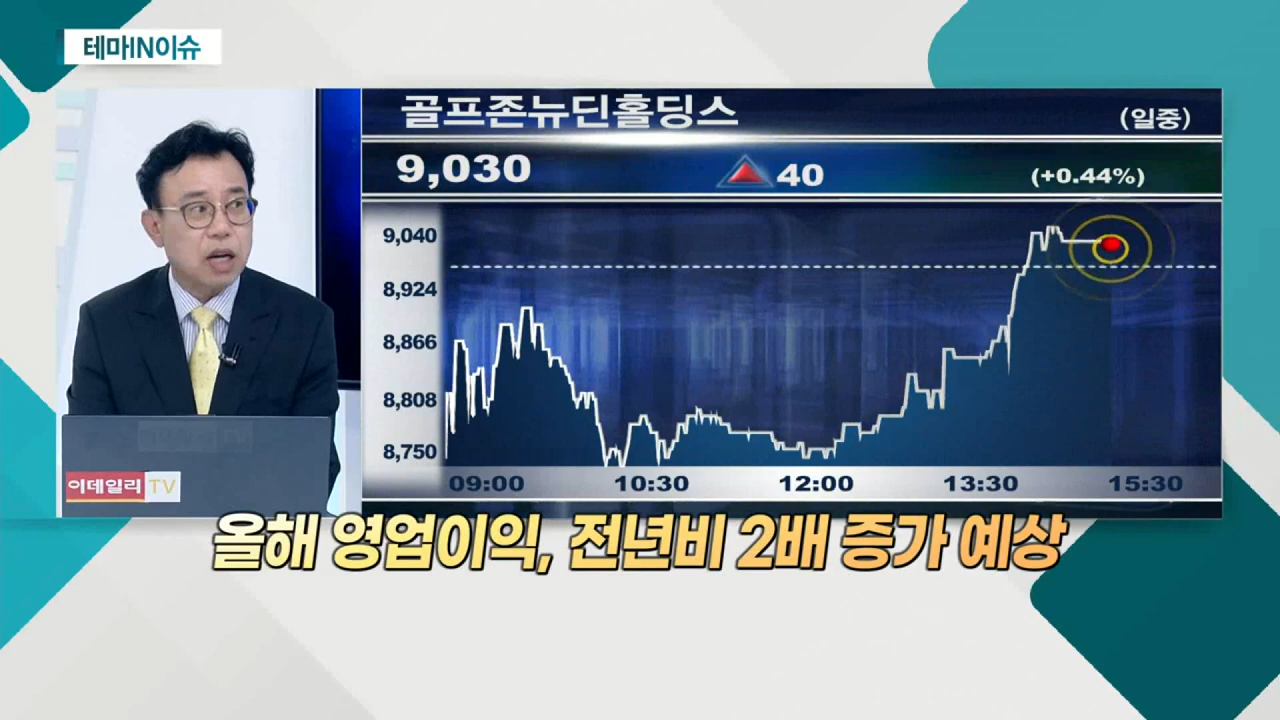 테마IN이슈
골프존뉴딘홀딩스
(일중)
9,030
40
(+0.44%)
9,040
8,924
8,866
8,808
8,750
09:00
10:30
12:00
13:30
15:30
이데일리 TV
올해 영업이익, 전년비 2배 증가 예상